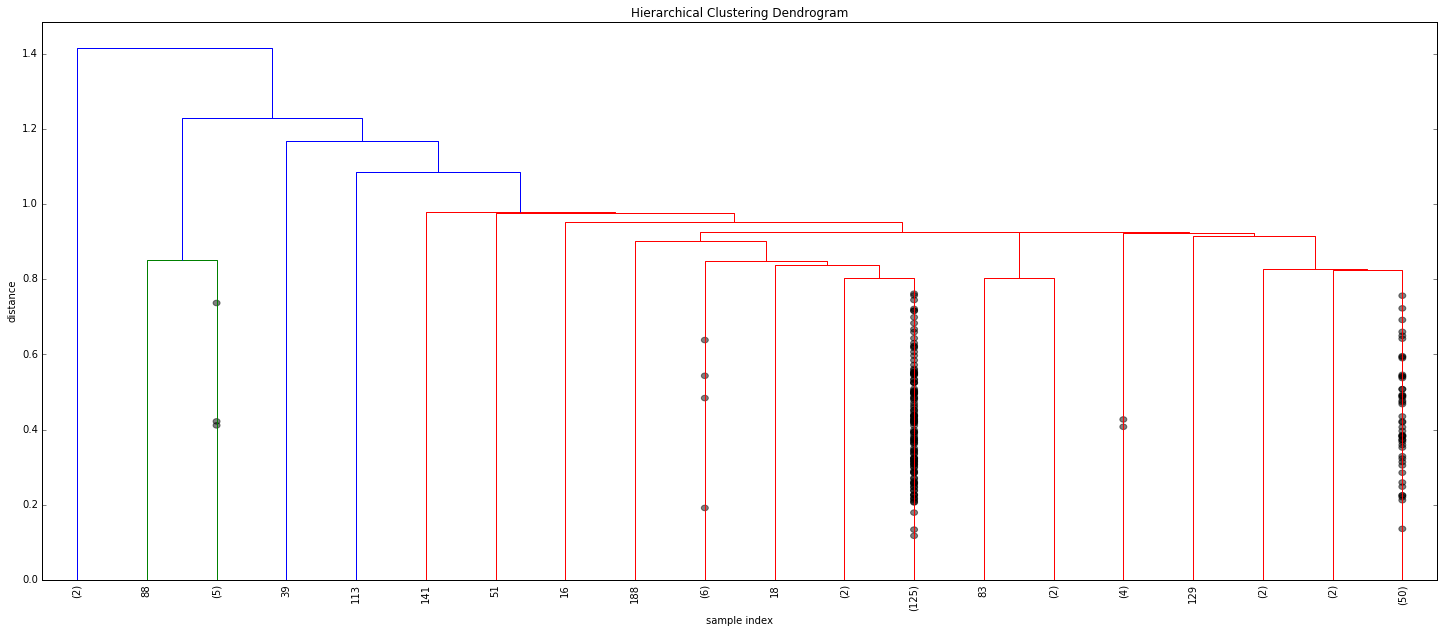 Hierarchical Clustering Dendrogram
distance
1.4
1.2
1.0
0.8
0.6
0.4
0.2
0.0
(2) 88 (5) 39 113 141 51 16 188 (6) 18 (2) (125) 83 (2) (4) 129 (2) (2) (50)
sample index